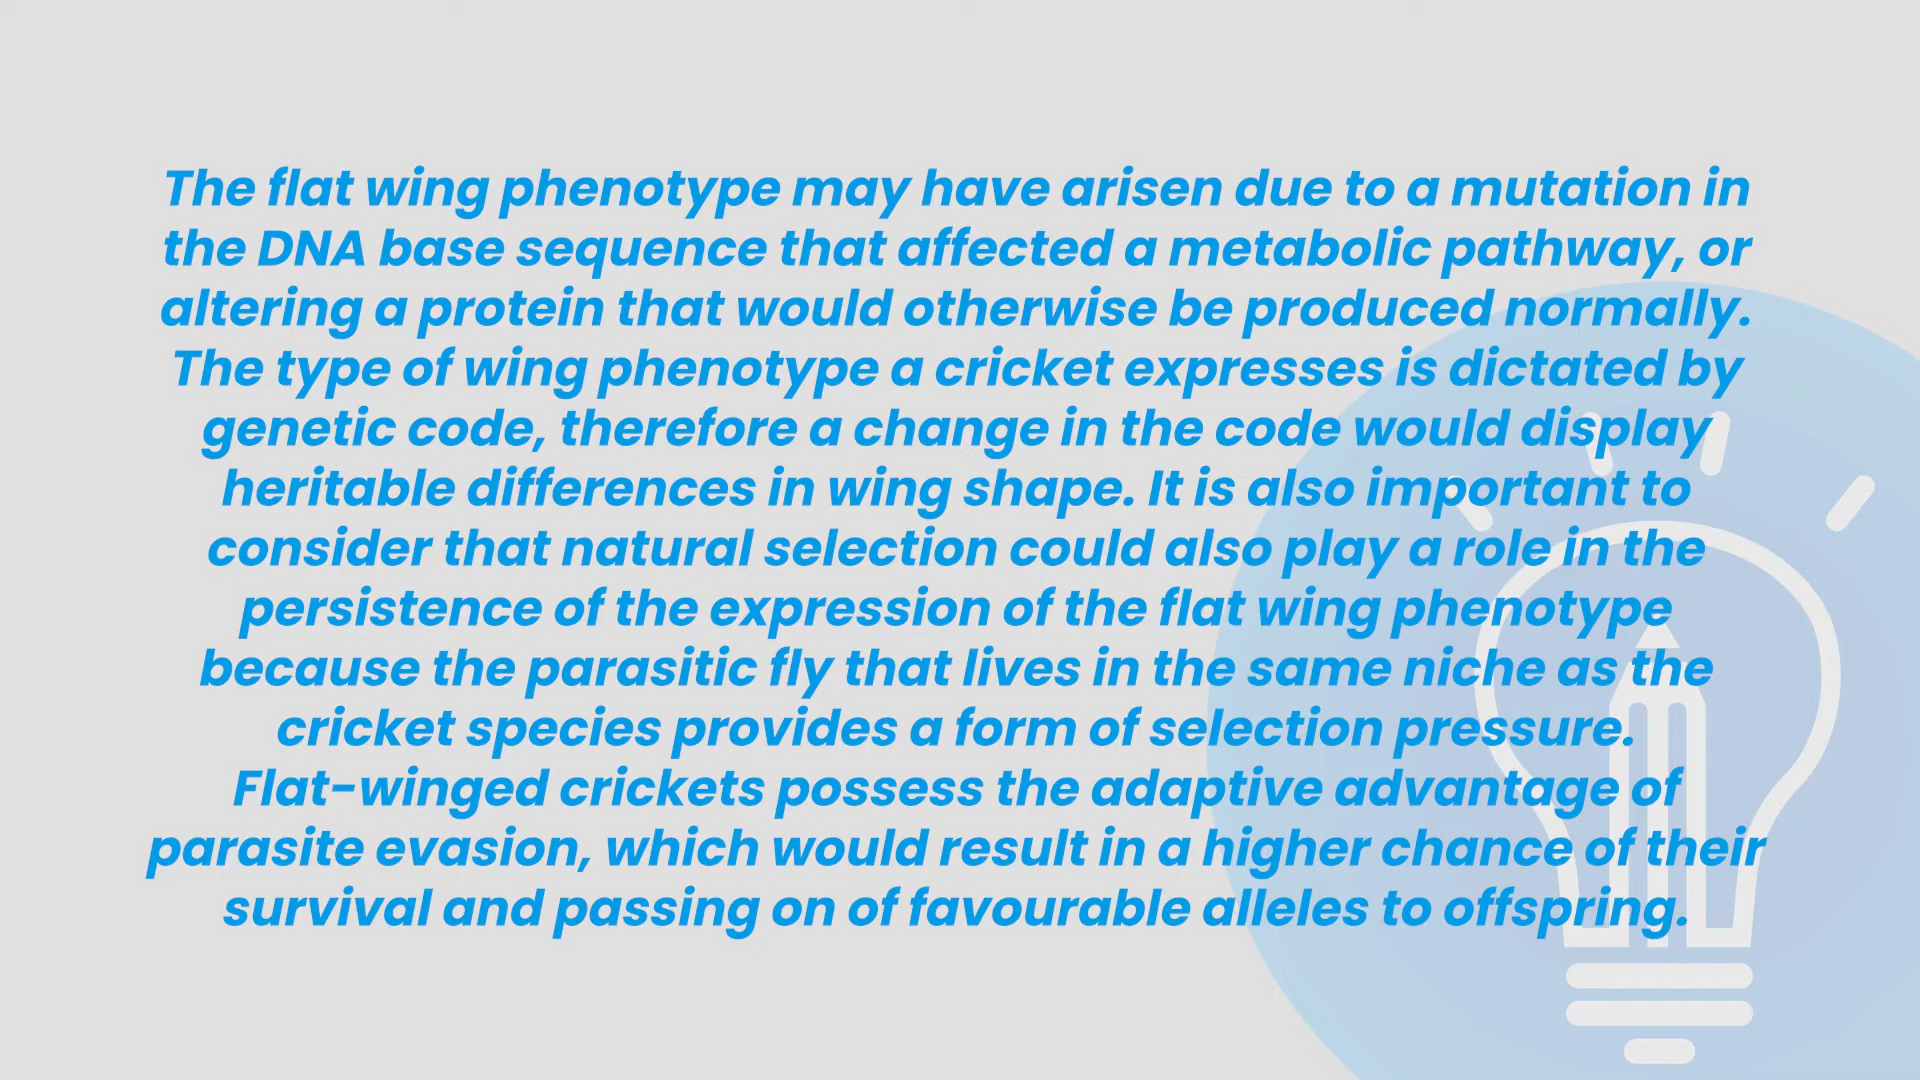 The flat wing phenotype may have arisen due to a mutation in
the DNA base sequence that affected a metabolic pathway, or
altering a protein that would otherwise be produced normally.
The type of wing phenotype a cricket expresses is dictated by
genetic code, therefore a change in the code would display
heritable differences in wing shape. It is also important to
consider that natural selection could also play a role in the
persistence of the expression of the flat wing phenotype
because the parasitic fly that lives in the same niche as the
cricket species provides a form of selection pressure.
Flat-winged crickets possess the adaptive advantage of
parasite evasion, which would result in a higher chance of their
survival and passing on of favourable alleles to offspring.